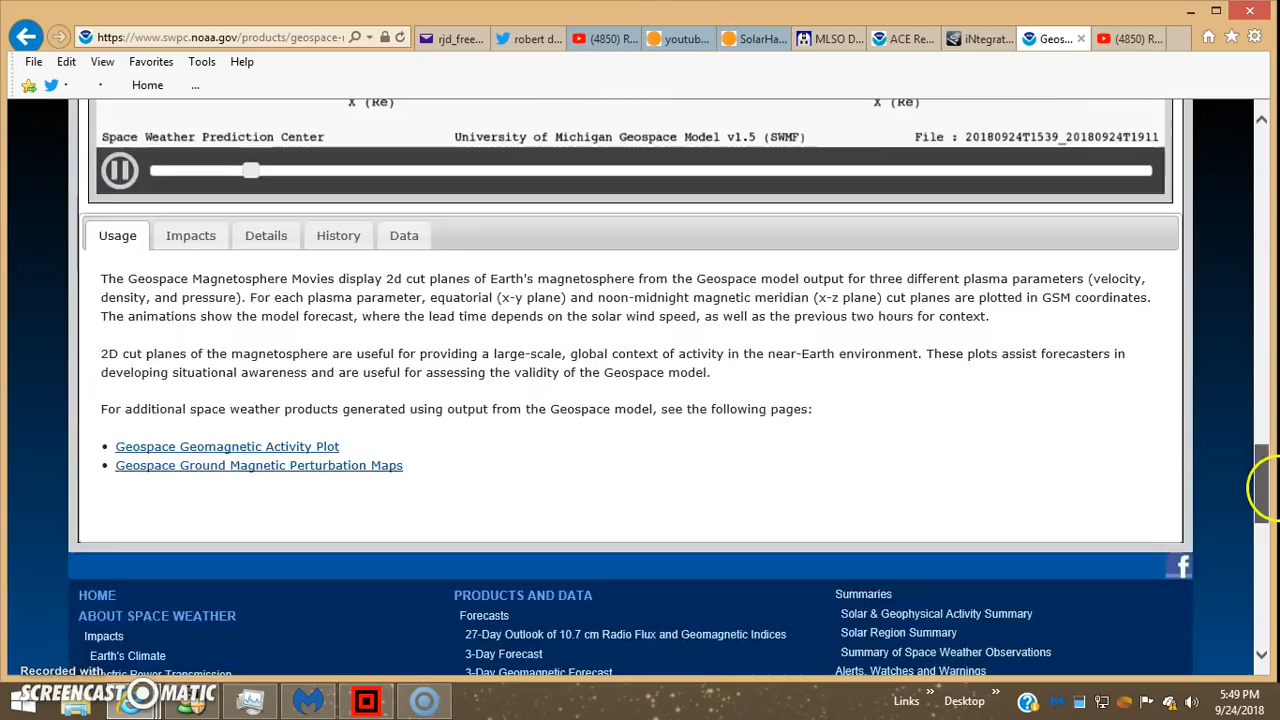 https://www.swpc.noaa.gov/products/geospace-
rjd_free...
robert d...
(4850) R...
youtub...
SolarHa...
MLSO D...
ACE Re...
iNtegrat...
Geos...
(4850) R...
File Edit View Favorites Tools Help
Home ...
X (Re) X (Re)
Space Weather Prediction Center University of Michigan Geospace Model v1.5 (SWMF) File : 20180924T1539_20180924T1911
Usage Impacts Details History Data
The Geospace Magnetosphere Movies display 2d cut planes of Earth's magnetosphere from the Geospace model output for three different plasma parameters (velocity,
density, and pressure). For each plasma parameter, equatorial (x-y plane) and noon-midnight magnetic meridian (x-z plane) cut planes are plotted in GSM coordinates.
The animations show the model forecast, where the lead time depends on the solar wind speed, as well as the previous two hours for context.
2D cut planes of the magnetosphere are useful for providing a large-scale, global context of activity in the near-Earth environment. These plots assist forecasters in
developing situational awareness and are useful for assessing the validity of the Geospace model.
For additional space weather products generated using output from the Geospace model, see the following pages:
• Geospace Geomagnetic Activity Plot
• Geospace Ground Magnetic Perturbation Maps
HOME
ABOUT SPACE WEATHER
Impacts
Earth's Climate
Electric Power Transmission
PRODUCTS AND DATA
Forecasts
27-Day Outlook of 10.7 cm Radio Flux and Geomagnetic Indices
3-Day Forecast
3-Day Geomagnetic Forecast
Summaries
Solar & Geophysical Activity Summary
Solar Region Summary
Summary of Space Weather Observations
Alerts, Watches and Warnings
Recorded with
SCREENCAST-O-MATIC
Links » Desktop »
5:49 PM
9/24/2018